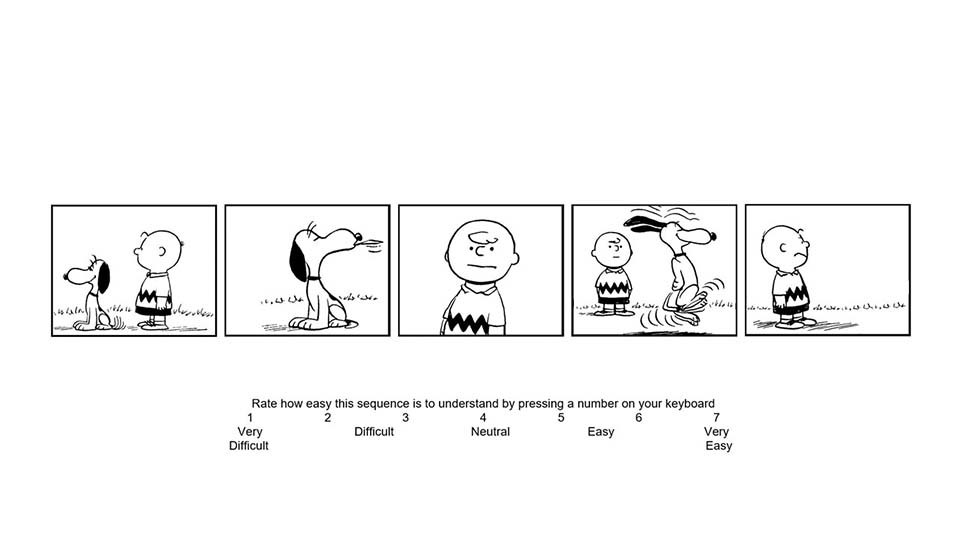 Rate how easy this sequence is to understand by pressing a number on your keyboard
1 2 3 4 5 6 7
Very Difficult Neutral Easy Very
Difficult Easy